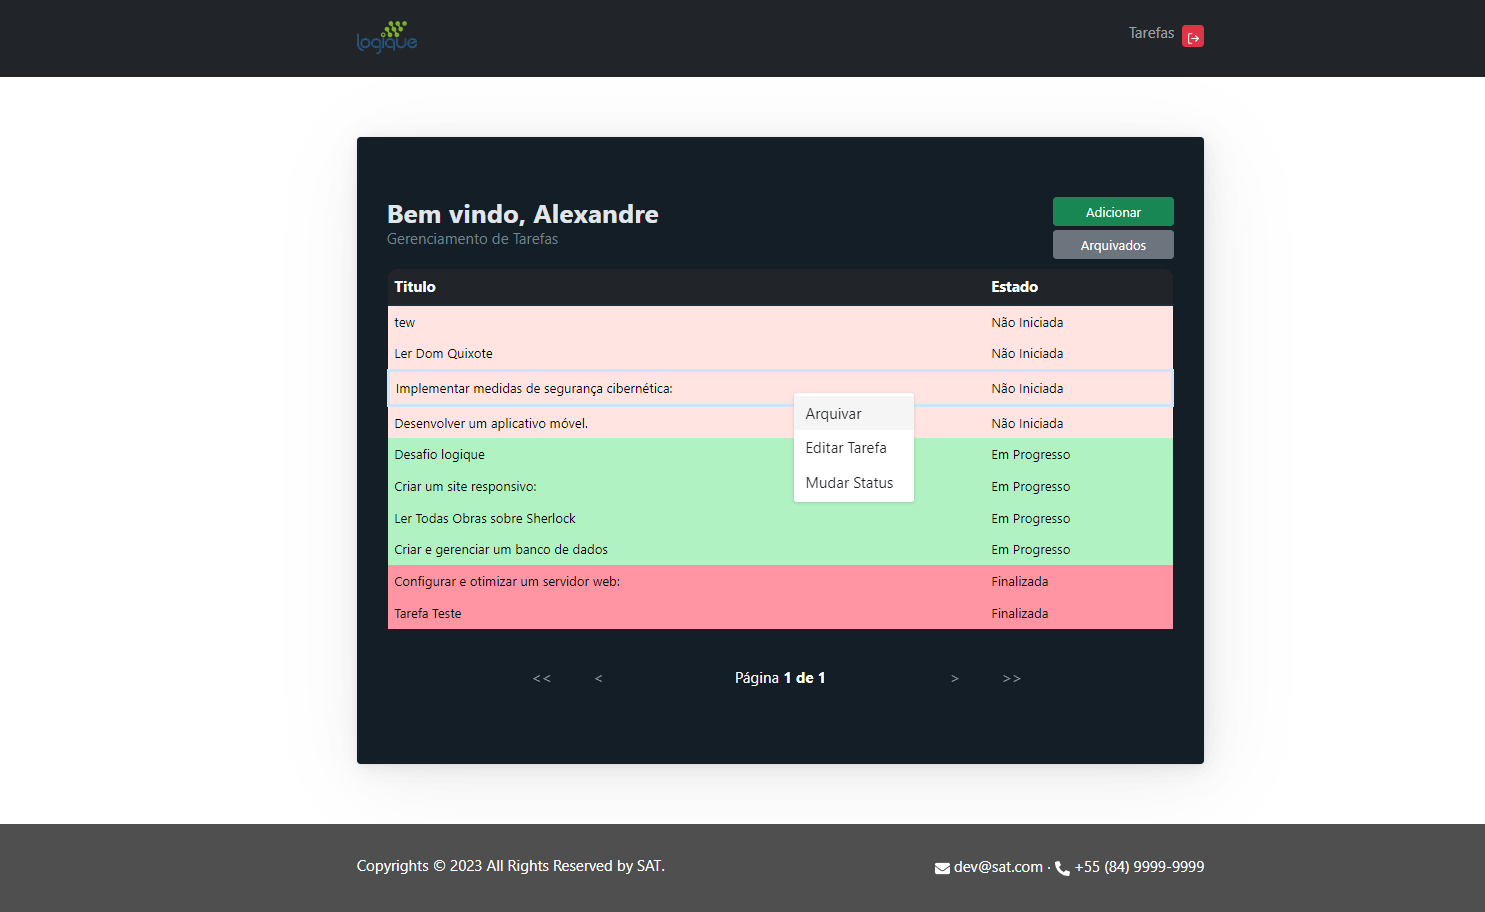 logique
Tarefas
Bem vindo, Alexandre
Gerenciamento de Tarefas
Adicionar
Arquivados
Titulo Estado
tew Não Iniciada
Ler Dom Quixote Não Iniciada
Implementar medidas de segurança cibernética: Não Iniciada
Desenvolver um aplicativo móvel. Não Iniciada
Desafio logique Em Progresso
Criar um site responsivo: Em Progresso
Ler Todas Obras sobre Sherlock Em Progresso
Criar e gerenciar um banco de dados Em Progresso
Configurar e otimizar um servidor web: Finalizada
Tarefa Teste Finalizada
Arquivar
Editar Tarefa
Mudar Status
<< < Página 1 de 1 > >>
Copyrights © 2023 All Rights Reserved by SAT.
dev@sat.com · +55 (84) 9999-9999